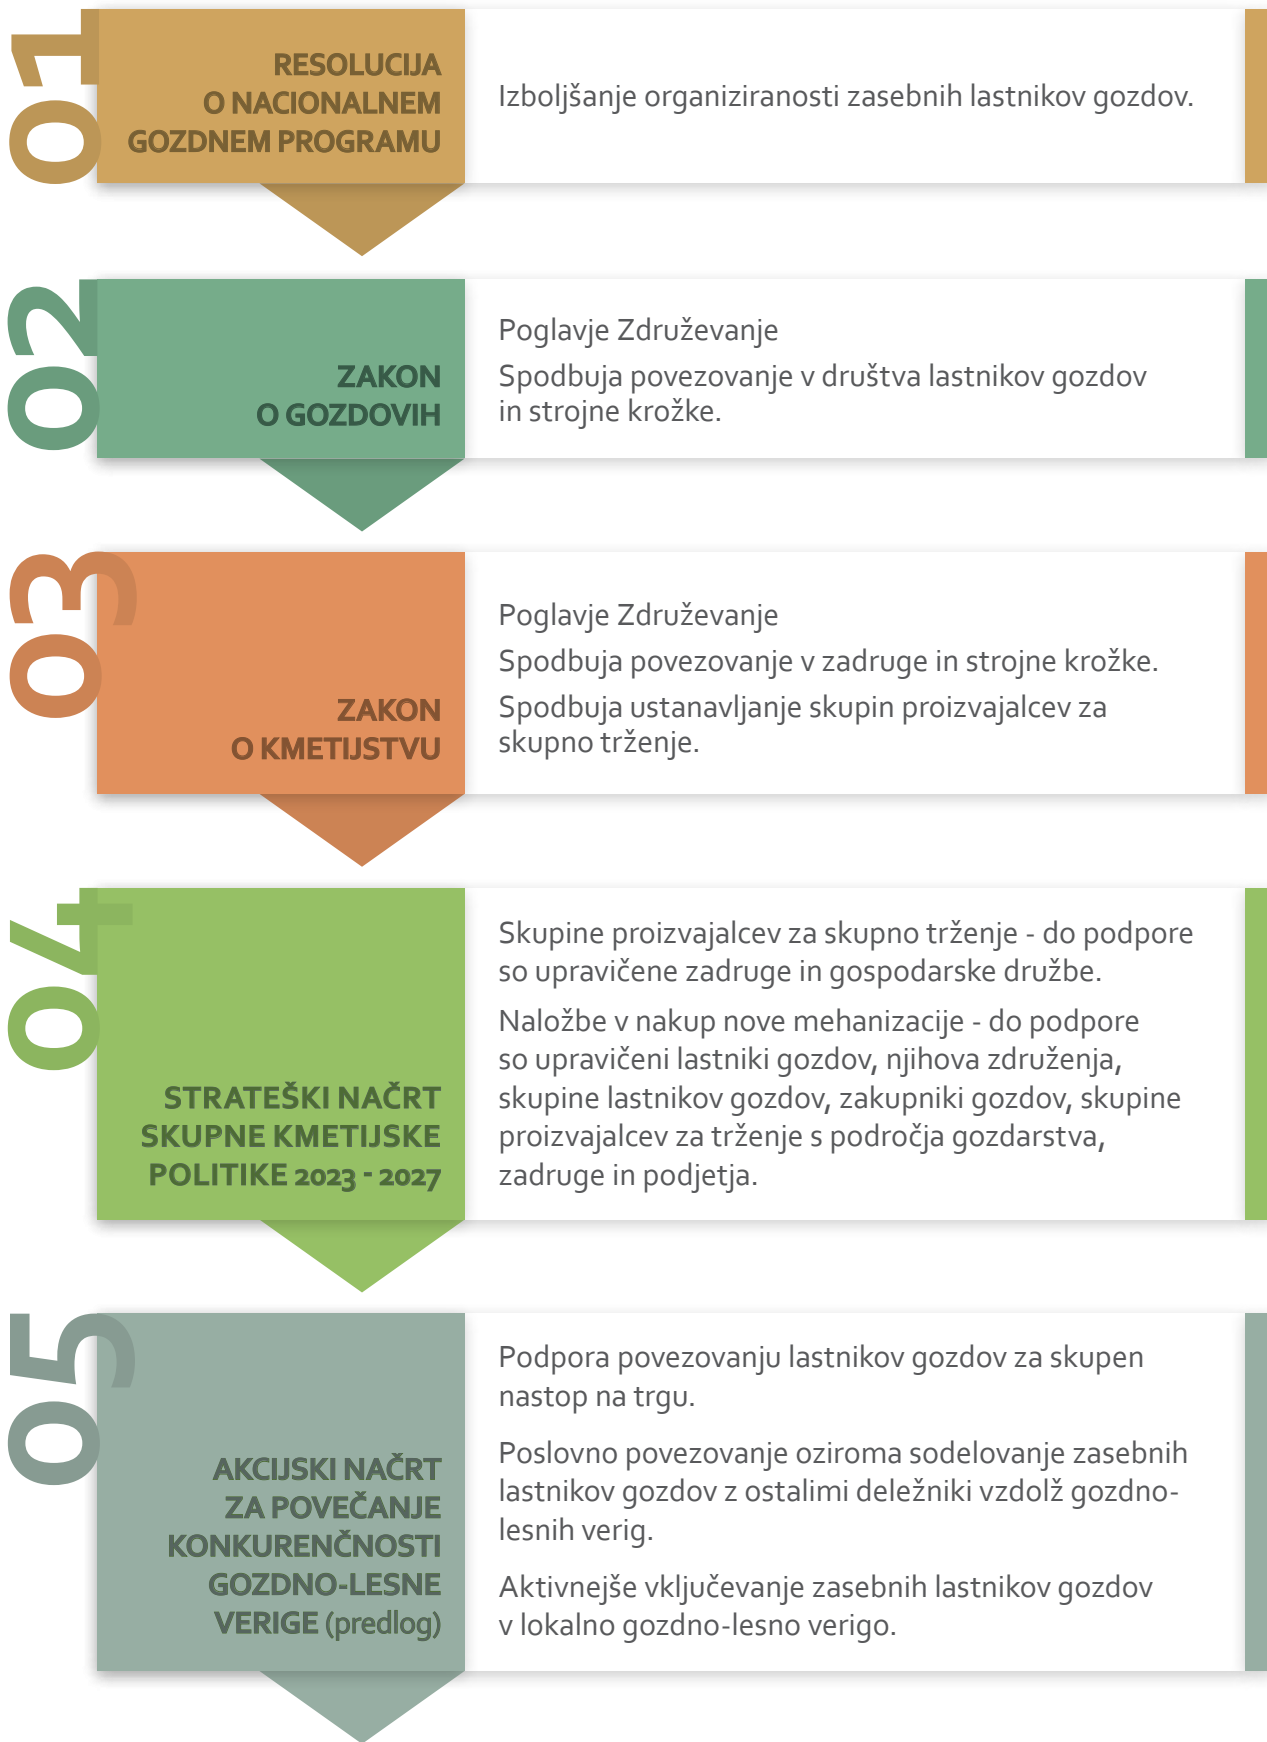 01
RESOLUCIJA
O NACIONALNEM
GOZDNEM PROGRAMU
Izboljšanje organiziranosti zasebnih lastnikov gozdov.
02
ZAKON
O GOZDOVIH
Poglavje Združevanje
Spodbuja povezovanje v društva lastnikov gozdov
in strojne krožke.
03
ZAKON
O KMETIJSTVU
Poglavje Združevanje
Spodbuja povezovanje v zadruge in strojne krožke.
Spodbuja ustanavljanje skupin proizvajalcev za
skupno trženje.
04
STRATEŠKI NAČRT
SKUPNE KMETIJSKE
POLITIKE 2023 - 2027
Skupine proizvajalcev za skupno trženje - do podpore
so upravičene zadruge in gospodarske družbe.
Naložbe v nakup nove mehanizacije - do podpore
so upravičeni lastniki gozdov, njihova združenja,
skupine lastnikov gozdov, zakupniki gozdov, skupine
proizvajalcev za trženje s področja gozdarstva,
zadruge in podjetja.
05
AKCIJSKI NAČRT
ZA POVEČANJE
KONKURENČNOSTI
GOZDNO-LESNE
VERIGE (predlog)
Podpora povezovanju lastnikov gozdov za skupen
nastop na trgu.
Poslovno povezovanje oziroma sodelovanje zasebnih
lastnikov gozdov z ostalimi deležniki vzdolž gozdno-
lesnih verig.
Aktivnejše vključevanje zasebnih lastnikov gozdov
v lokalno gozdno-lesno verigo.